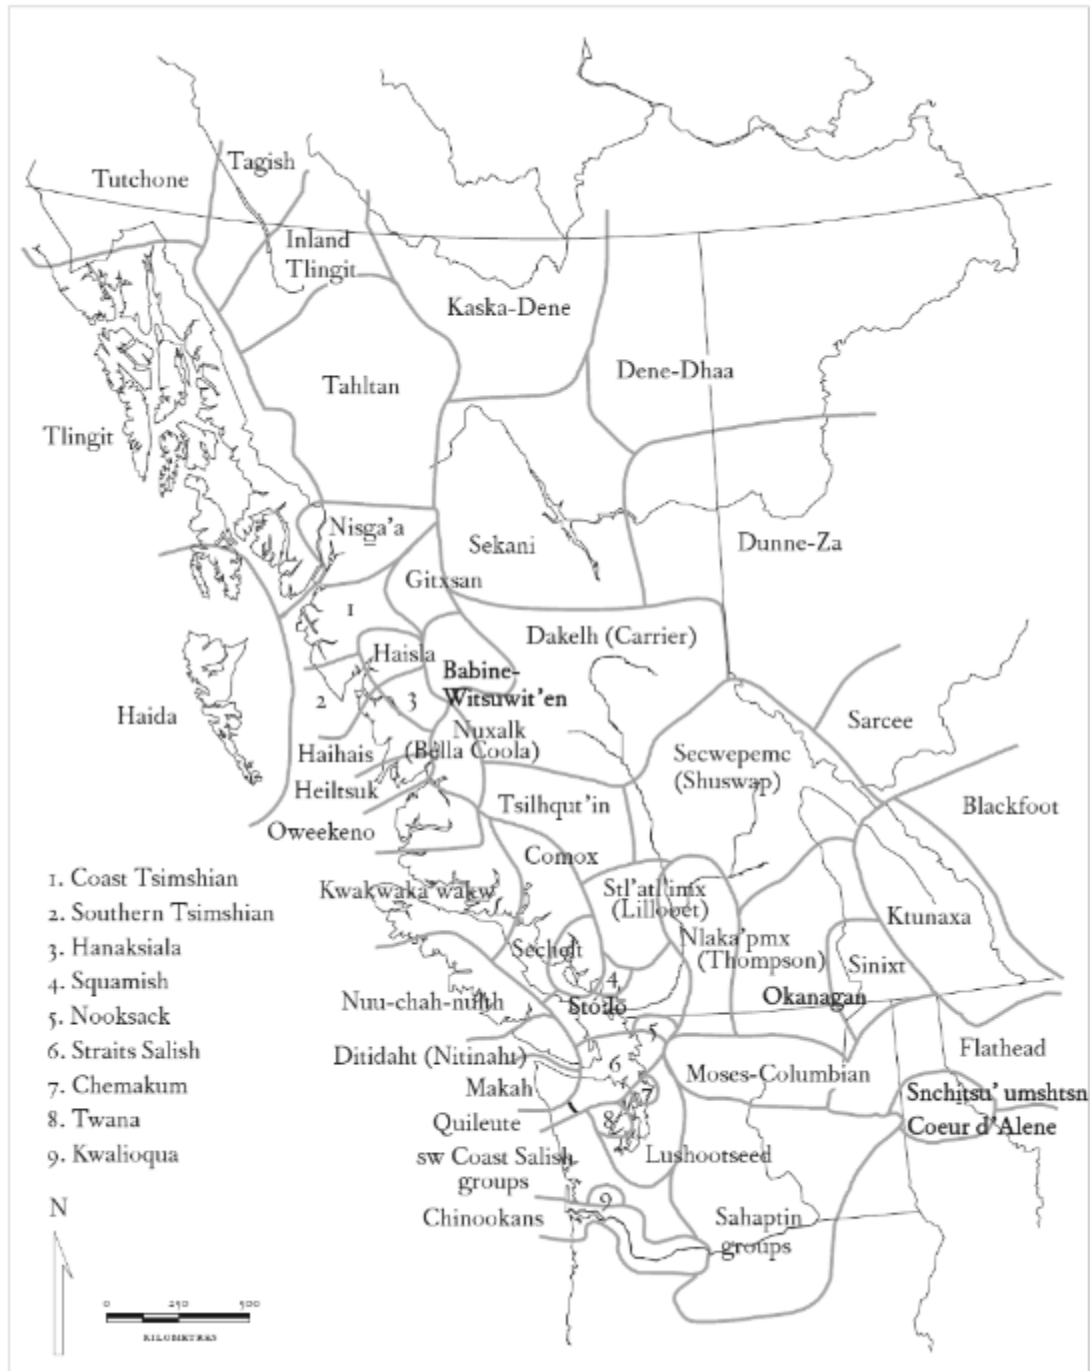 Tagish
Tutchone
Inland
Tlingit
Kaska-Dene
Dene-Dhaa
Tahltan
Tlingit
Nisga'a
Sekani
Dunne-Za
Gitxsan
1
Dakelh (Carrier)
Haisla
Babine-
Witsuwit'en
2
3
Haida
Sarcee
Nuxalk
(Bella Coola)
Haihais
Secwepemc
(Shuswap)
Heiltsuk
Tsilhqut'in
Blackfoot
Oweekeno
Comox
Kwakwaka'wakw
Stl'atl'imx
(Lillooet)
Ktunaxa
Nlaka'pmx
(Thompson)
Sechelt
Sinixt
4
Okanagan
Nuu-chah-nulth
Stó:lō
5
Ditidaht (Nitinaht)
6
Flathead
Moses-Columbian
Makah
7
Snchitsu' umshtsn
Coeur d'Alene
Quileute
8
Lushootseed
sw Coast Salish
groups
9
Chinookans
Sahaptin
groups
1. Coast Tsimshian
2. Southern Tsimshian
3. Hanaksiala
4. Squamish
5. Nooksack
6. Straits Salish
7. Chemakum
8. Twana
9. Kwalioqua
N
0 250 500
KILOMETRES